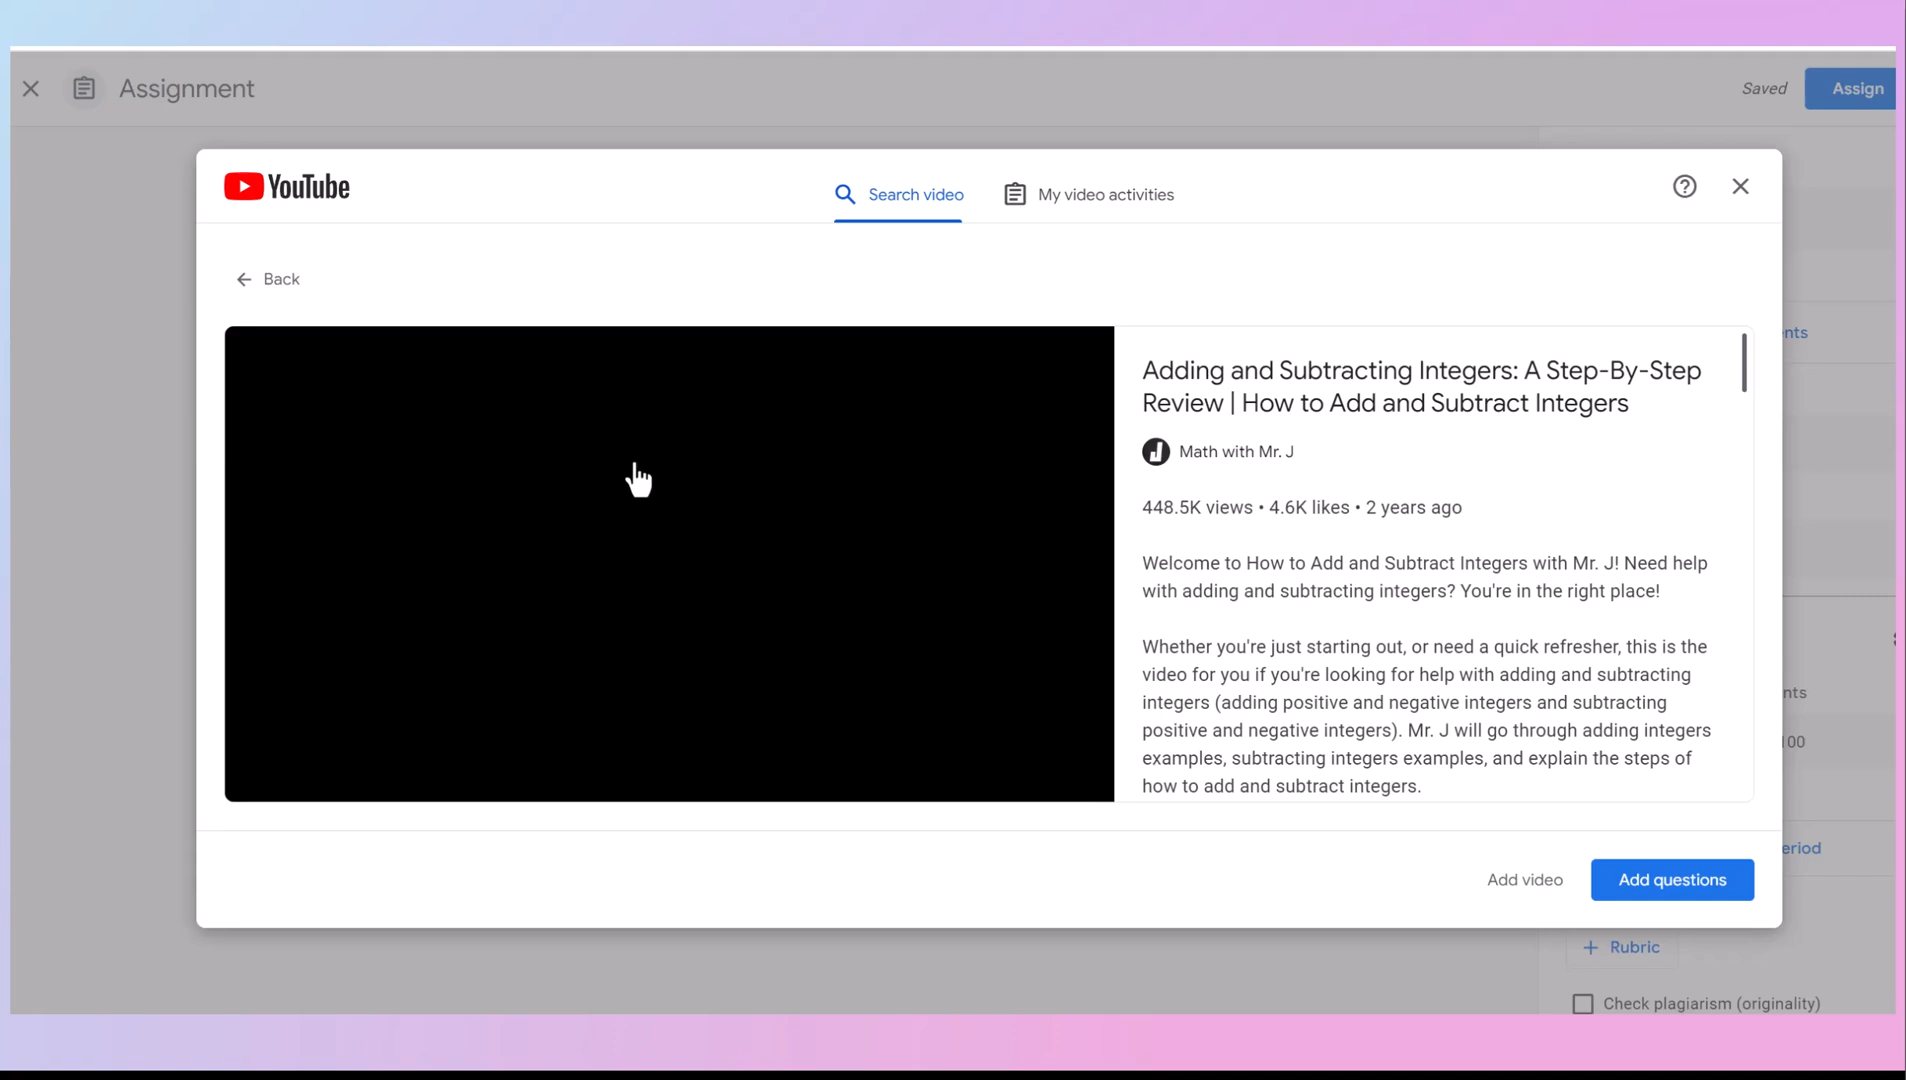 Assignment
Saved
Assign
YouTube
Search video
My video activities
Back
Adding and Subtracting Integers: A Step-By-Step
Review | How to Add and Subtract Integers
Math with Mr. J
448.5K views • 4.6K likes • 2 years ago
Welcome to How to Add and Subtract Integers with Mr. J! Need help
with adding and subtracting integers? You're in the right place!
Whether you're just starting out, or need a quick refresher, this is the
video for you if you're looking for help with adding and subtracting
integers (adding positive and negative integers and subtracting
positive and negative integers). Mr. J will go through adding integers
examples, subtracting integers examples, and explain the steps of
how to add and subtract integers.
Add video
Add questions
Rubric
Check plagiarism (originality)